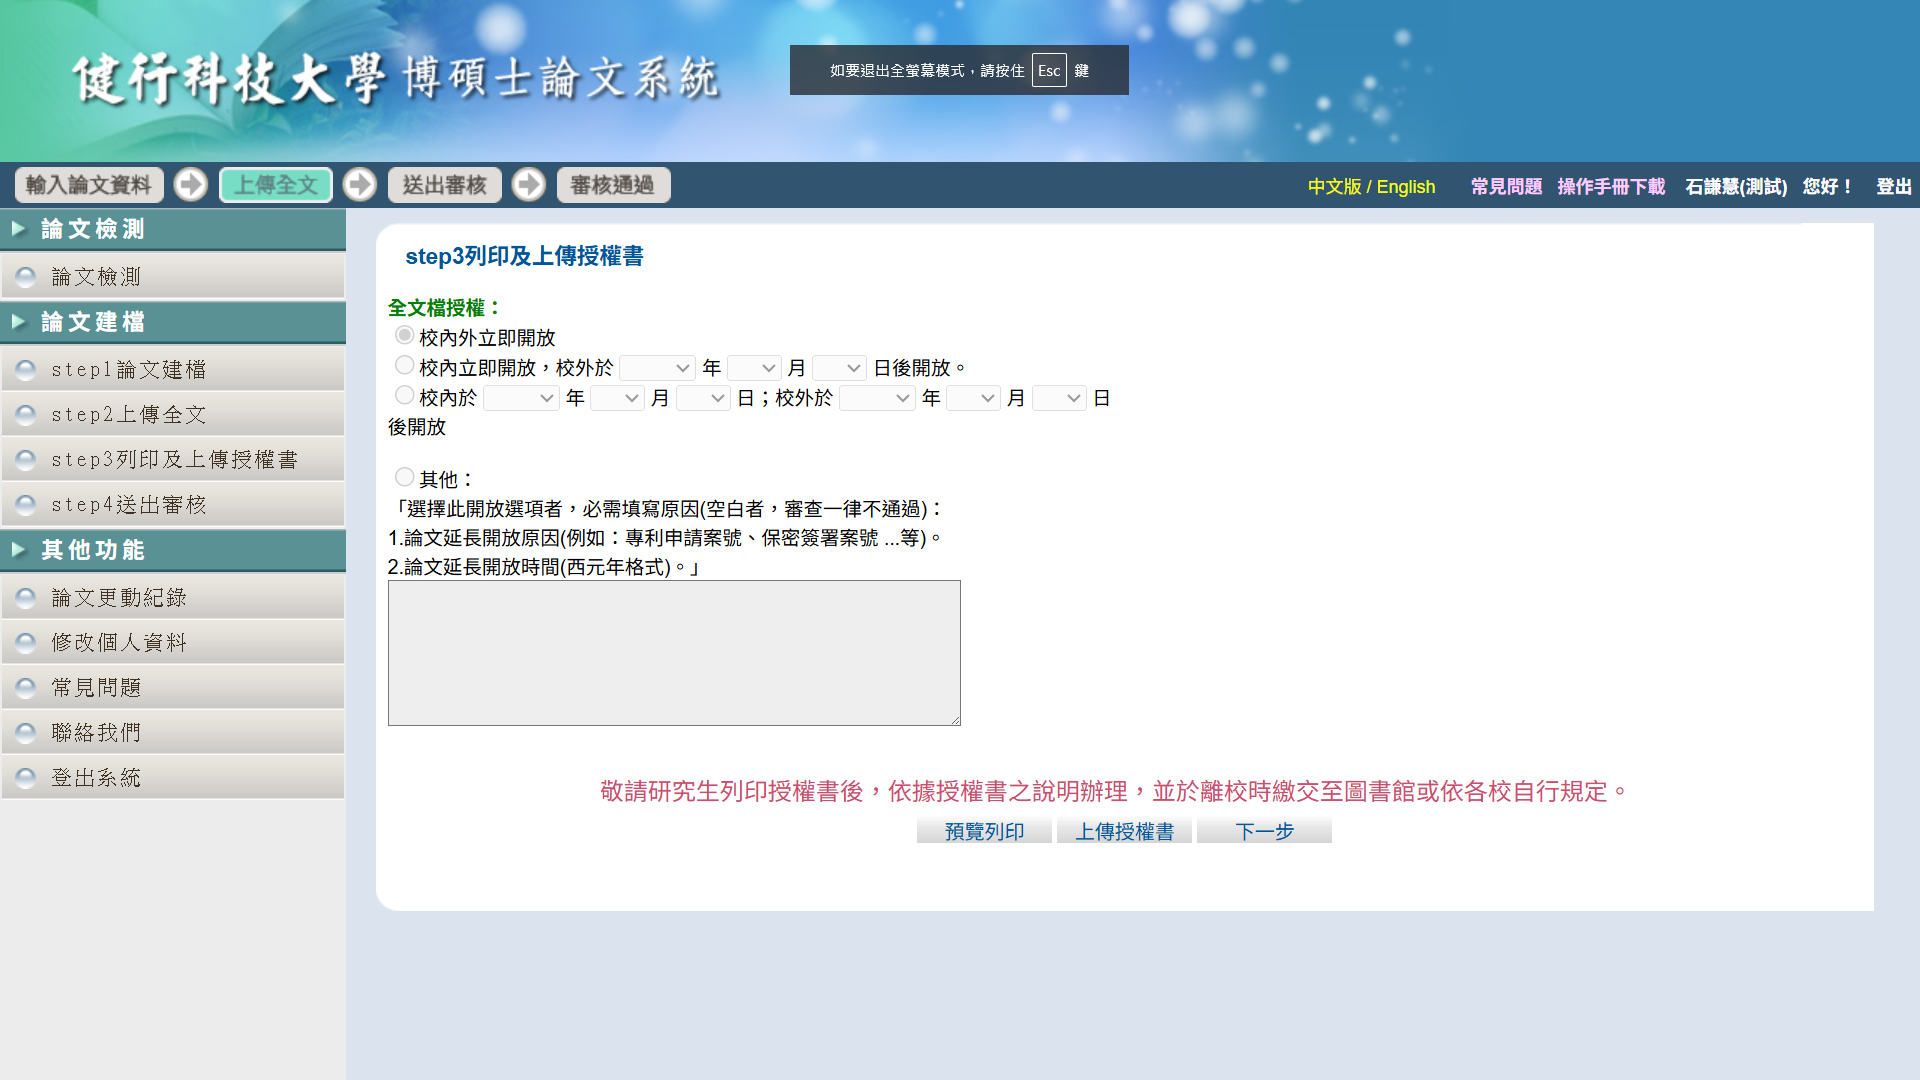 健行科技大學 博碩士論文系統
如要退出全螢幕模式，請按住 Esc 鍵
輸入論文資料 上傳全文 送出審核 審核通過
中文版 / English 常見問題 操作手冊下載 石謙慧(測試) 您好！ 登出
論文檢測
論文檢測
論文建檔
step1論文建檔
step2上傳全文
step3列印及上傳授權書
step4送出審核
其他功能
論文更動紀錄
修改個人資料
常見問題
聯絡我們
登出系統
step3列印及上傳授權書
全文檔授權：
校內外立即開放
校內立即開放，校外於 年 月 日後開放。
校內於 年 月 日；校外於 年 月 日
後開放
其他：
「選擇此開放選項者，必需填寫原因(空白者，審查一律不通過)：
1.論文延長開放原因(例如：專利申請案號、保密簽署案號 ...等)。
2.論文延長開放時間(西元年格式)。」
敬請研究生列印授權書後，依據授權書之說明辦理，並於離校時繳交至圖書館或依各校自行規定。
預覽列印 上傳授權書 下一步